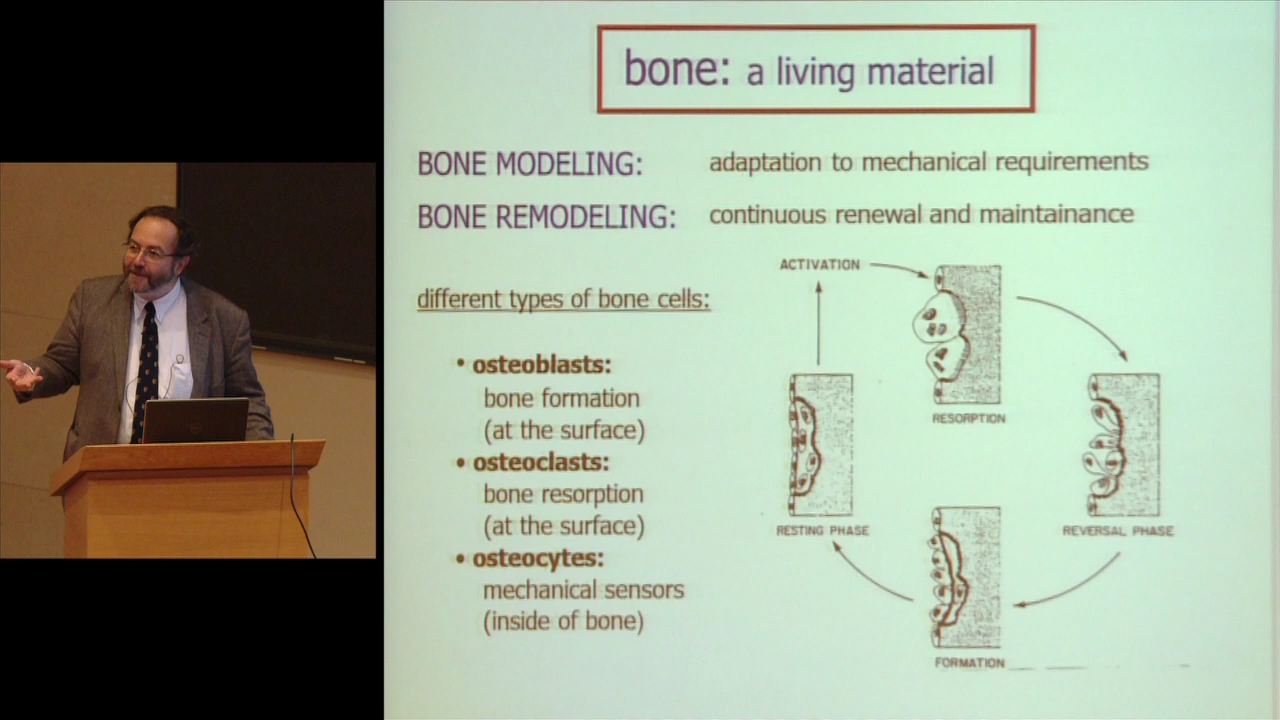 bone: a living material
BONE MODELING: adaptation to mechanical requirements
BONE REMODELING: continuous renewal and maintainance
different types of bone cells:
• osteoblasts:
bone formation
(at the surface)
• osteoclasts:
bone resorption
(at the surface)
• osteocytes:
mechanical sensors
(inside of bone)
ACTIVATION
RESORPTION
RESTING PHASE
REVERSAL PHASE
FORMATION